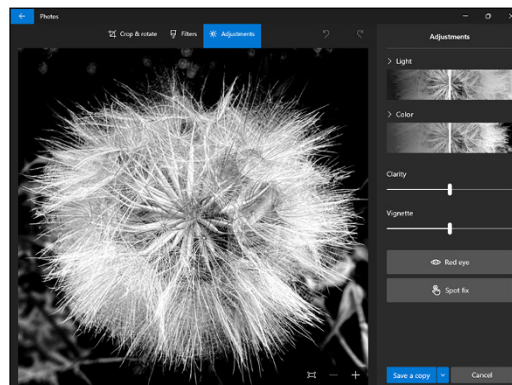 Photos
Crop & rotate Filters Adjustments
Adjustments
Light
Color
Clarity
Vignette
Red eye
Spot fix
Save a copy Cancel